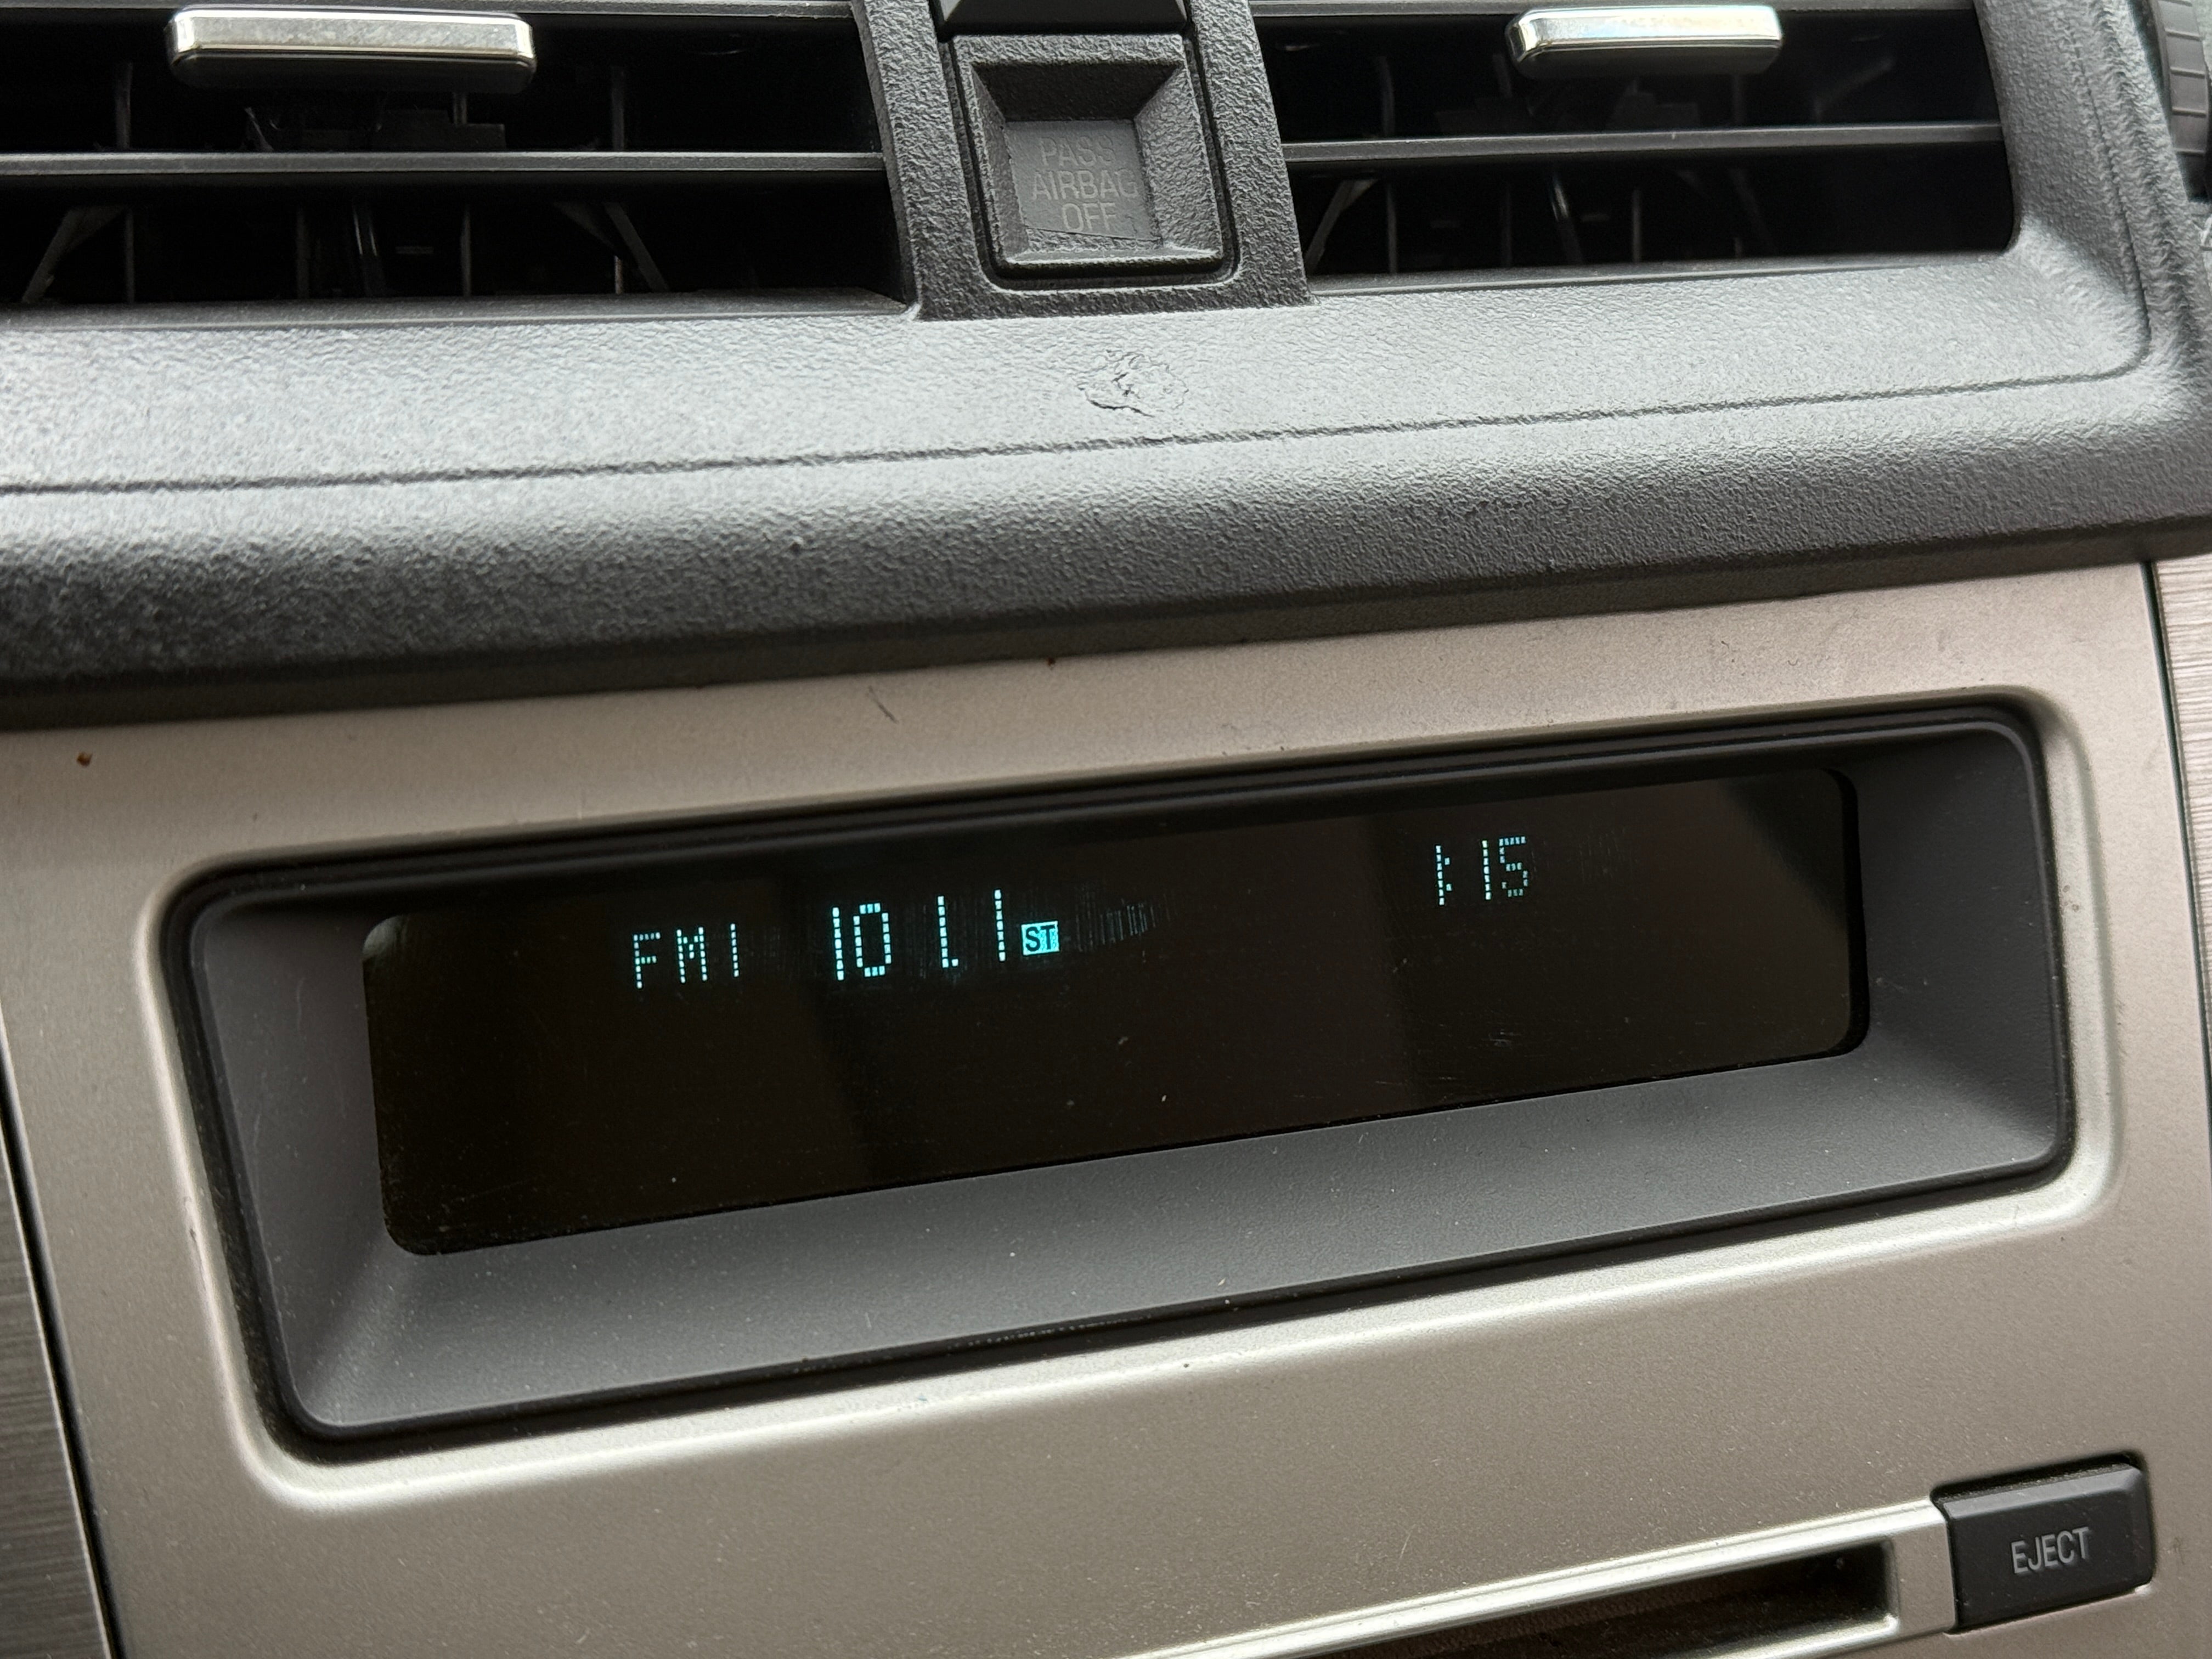 PASS
AIRBAG
OFF
FM1 101.1 ST 1:15
EJECT